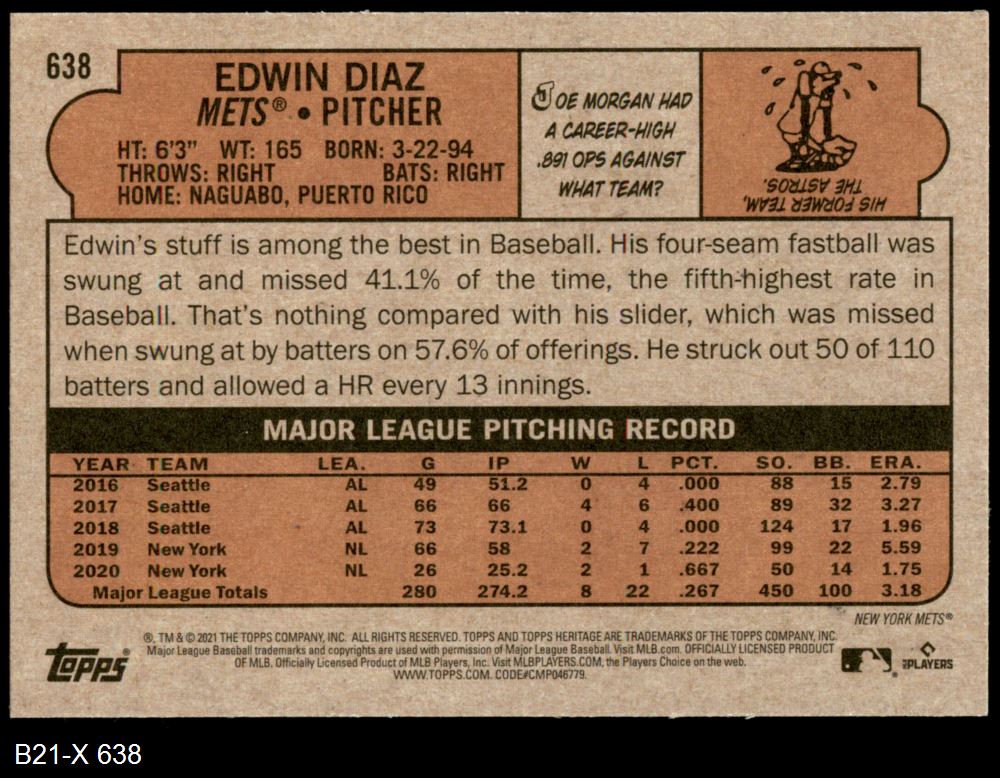 638
EDWIN DIAZ
METS® • PITCHER
HT: 6'3" WT: 165 BORN: 3-22-94
THROWS: RIGHT BATS: RIGHT
HOME: NAGUABO, PUERTO RICO
JOE MORGAN HAD
A CAREER-HIGH
.891 OPS AGAINST
WHAT TEAM?
HIS FORMER TEAM,
THE ASTROS.
Edwin's stuff is among the best in Baseball. His four-seam fastball was
swung at and missed 41.1% of the time, the fifth-highest rate in
Baseball. That's nothing compared with his slider, which was missed
when swung at by batters on 57.6% of offerings. He struck out 50 of 110
batters and allowed a HR every 13 innings.
MAJOR LEAGUE PITCHING RECORD
YEAR TEAM LEA. G IP W L PCT. SO. BB. ERA.
2016 Seattle AL 49 51.2 0 4 .000 88 15 2.79
2017 Seattle AL 66 66 4 6 .400 89 32 3.27
2018 Seattle AL 73 73.1 0 4 .000 124 17 1.96
2019 New York NL 66 58 2 7 .222 99 22 5.59
2020 New York NL 26 25.2 2 1 .667 50 14 1.75
Major League Totals 280 274.2 8 22 .267 450 100 3.18
NEW YORK METS®
®, TM & © 2021 THE TOPPS COMPANY, INC. ALL RIGHTS RESERVED. TOPPS AND TOPPS HERITAGE ARE TRADEMARKS OF THE TOPPS COMPANY, INC.
Major League Baseball trademarks and copyrights are used with permission of Major League Baseball. Visit MLB.com. OFFICIALLY LICENSED PRODUCT
OF MLB. Officially Licensed Product of MLB Players, Inc. Visit MLBPLAYERS.COM, the Players Choice on the web.
WWW.TOPPS.COM. CODE#CMP046779.
Topps®
MLB PLAYERS
B21-X 638